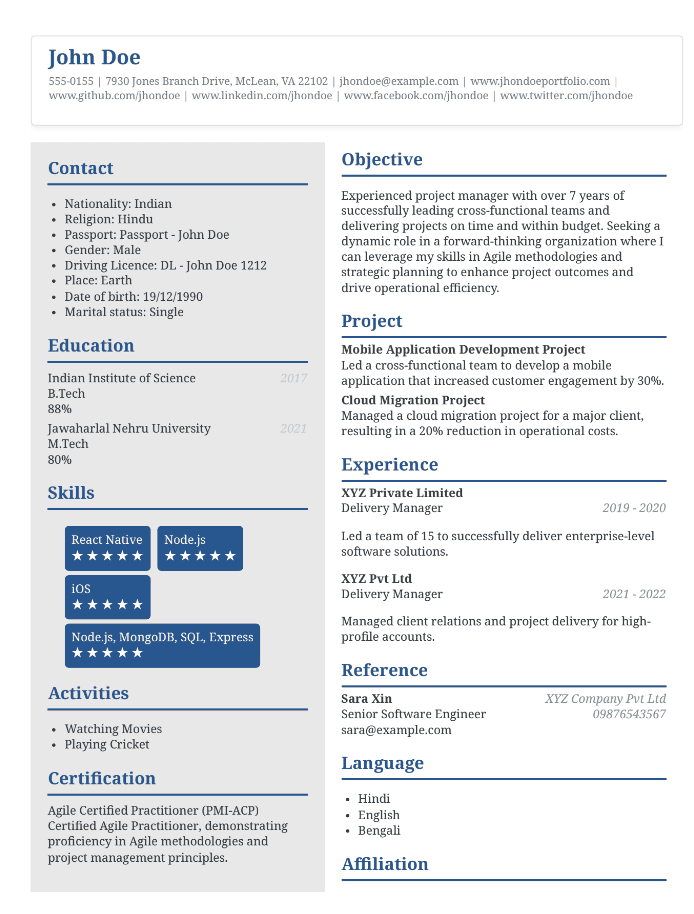 John Doe
555-0155 | 7930 Jones Branch Drive, McLean, VA 22102 | jhondoe@example.com | www.jhondoeportfolio.com |
www.github.com/jhondoe | www.linkedin.com/jhondoe | www.facebook.com/jhondoe | www.twitter.com/jhondoe
Contact
• Nationality: Indian
• Religion: Hindu
• Passport: Passport - John Doe
• Gender: Male
• Driving Licence: DL - John Doe 1212
• Place: Earth
• Date of birth: 19/12/1990
• Marital status: Single
Education
Indian Institute of Science 2017
B.Tech
88%
Jawaharlal Nehru University 2021
M.Tech
80%
Skills
React Native Node.js
★★★★★ ★★★★★
iOS
★★★★★
Node.js, MongoDB, SQL, Express
★★★★★
Activities
• Watching Movies
• Playing Cricket
Certification
Agile Certified Practitioner (PMI-ACP)
Certified Agile Practitioner, demonstrating
proficiency in Agile methodologies and
project management principles.
Objective
Experienced project manager with over 7 years of
successfully leading cross-functional teams and
delivering projects on time and within budget. Seeking a
dynamic role in a forward-thinking organization where I
can leverage my skills in Agile methodologies and
strategic planning to enhance project outcomes and
drive operational efficiency.
Project
Mobile Application Development Project
Led a cross-functional team to develop a mobile
application that increased customer engagement by 30%.
Cloud Migration Project
Managed a cloud migration project for a major client,
resulting in a 20% reduction in operational costs.
Experience
XYZ Private Limited
Delivery Manager 2019 - 2020
Led a team of 15 to successfully deliver enterprise-level
software solutions.
XYZ Pvt Ltd
Delivery Manager 2021 - 2022
Managed client relations and project delivery for high-
profile accounts.
Reference
Sara Xin XYZ Company Pvt Ltd
Senior Software Engineer 09876543567
sara@example.com
Language
• Hindi
• English
• Bengali
Affiliation